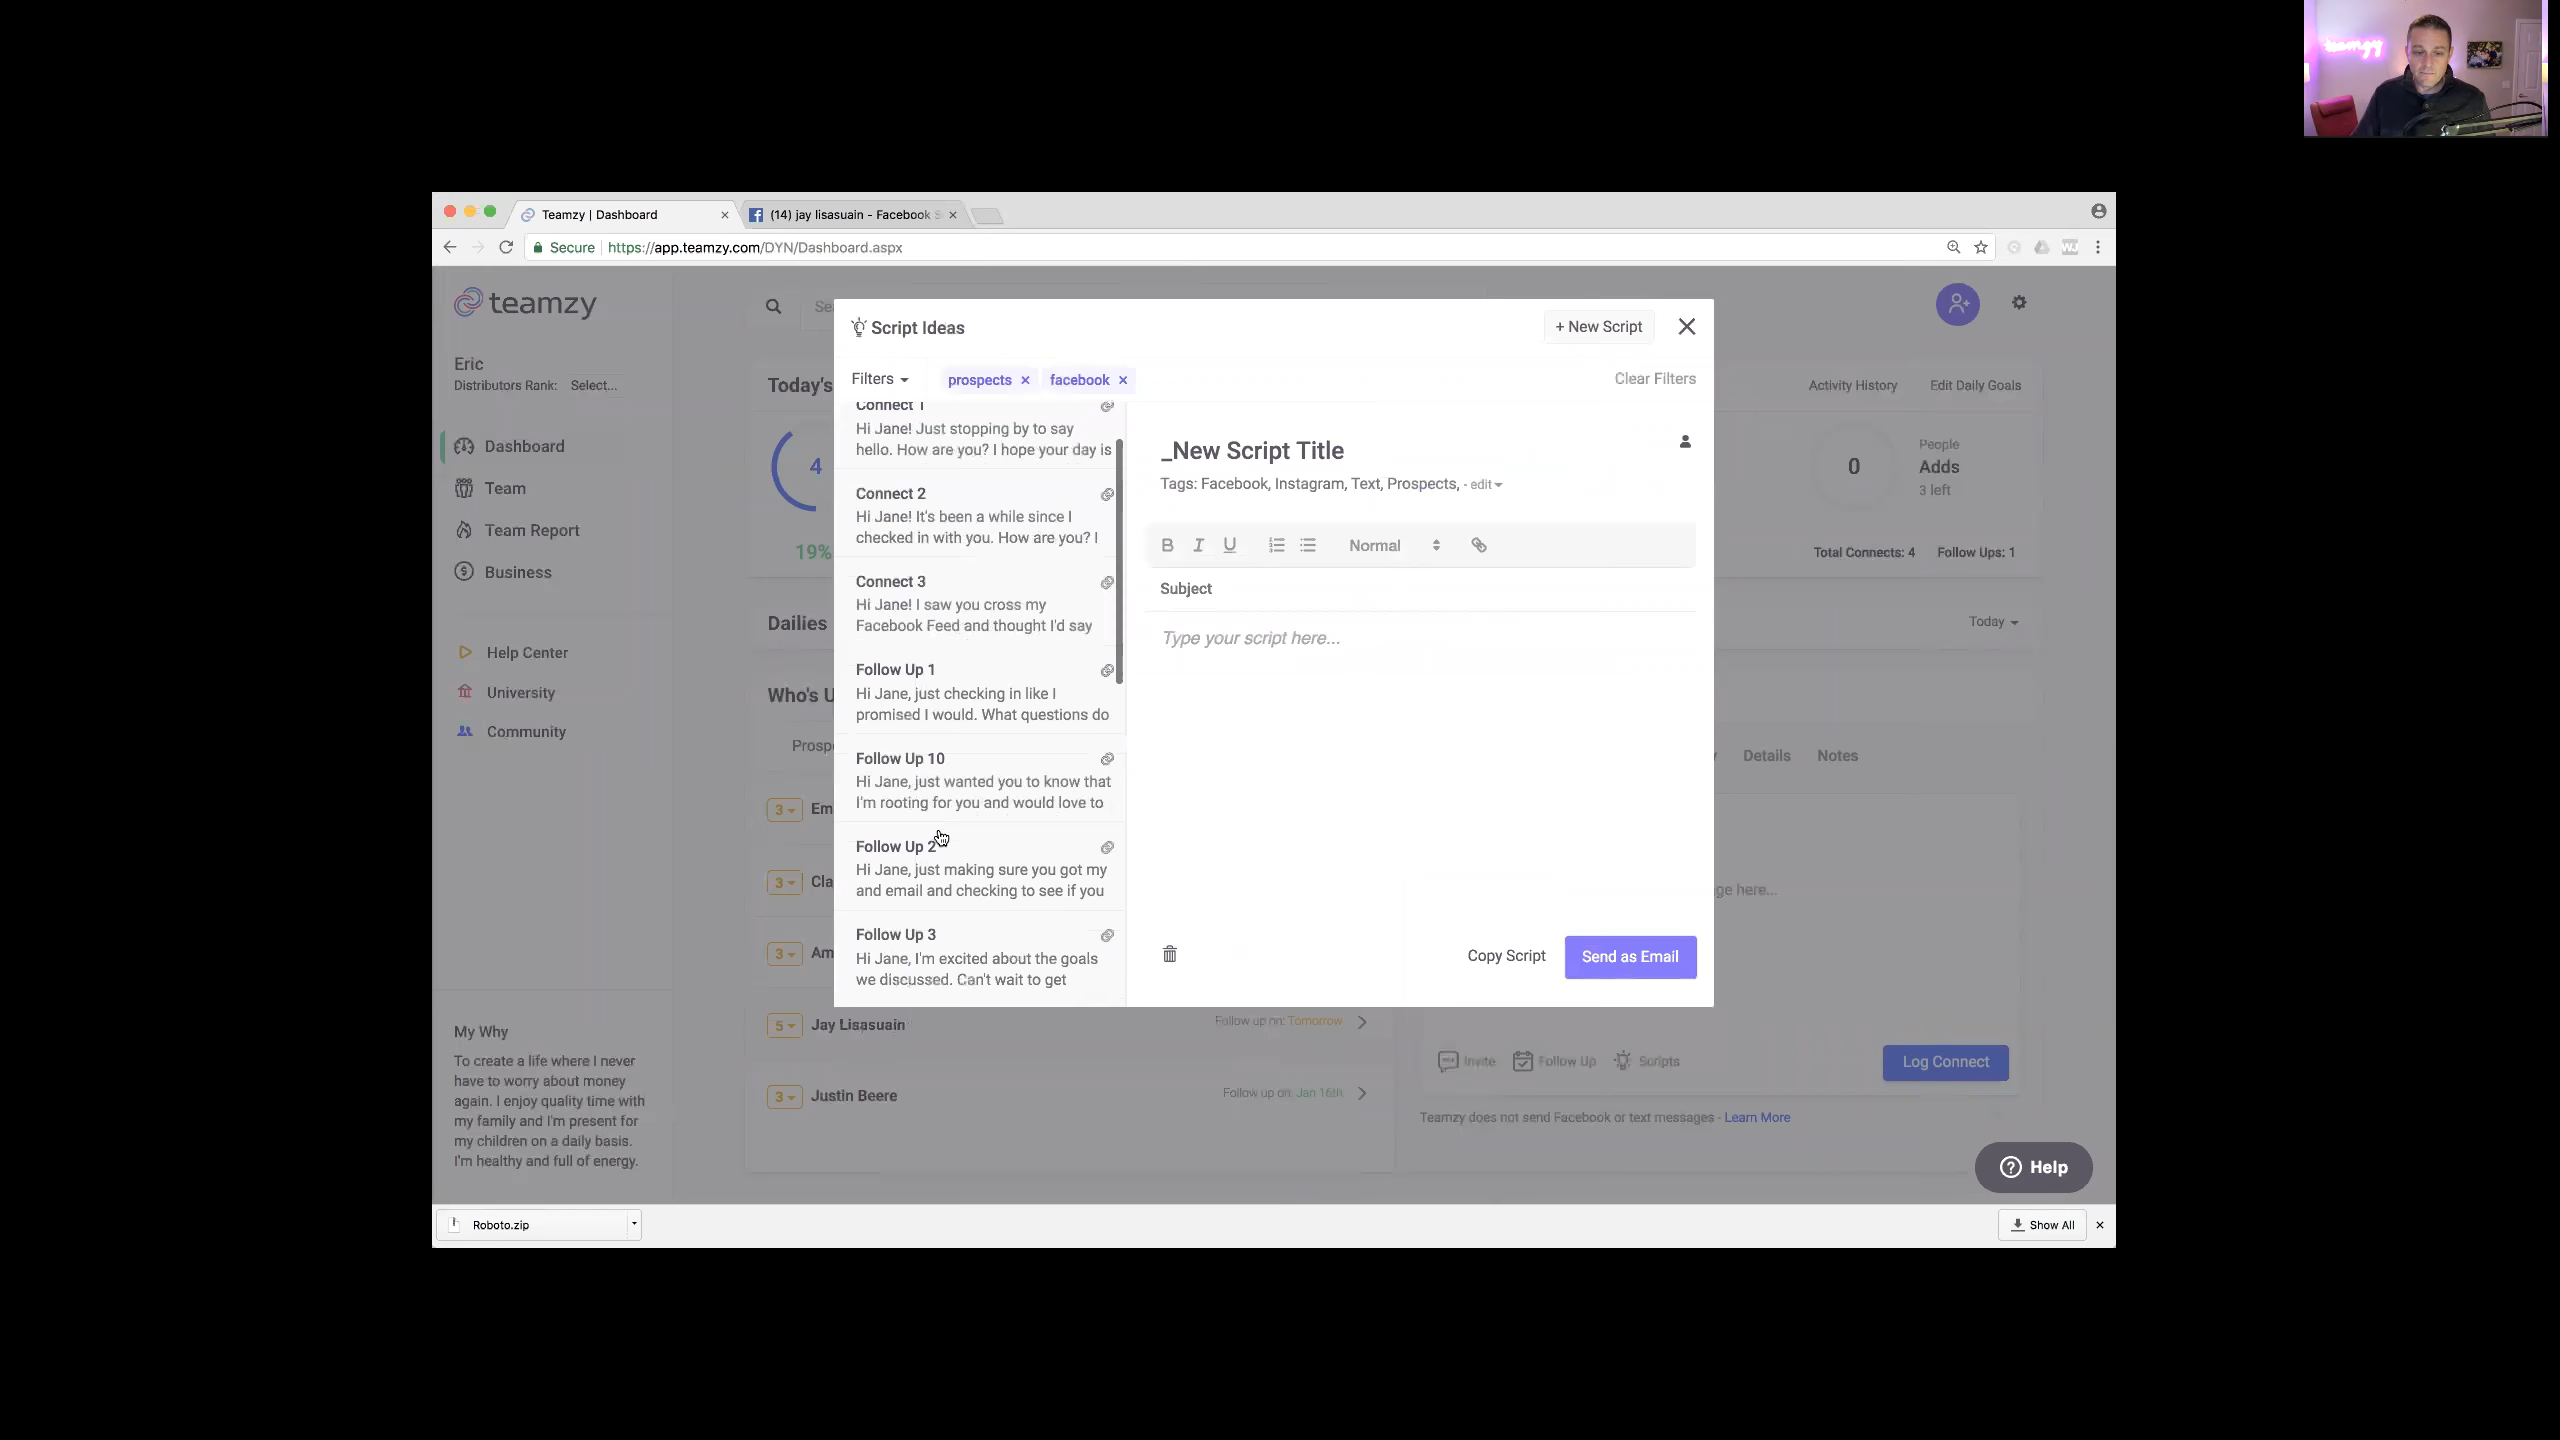 teamzy
Teamzy | Dashboard
(14) jay lisasuain - Facebook S
Secure
https://app.teamzy.com/DYN/Dashboard.aspx
teamzy
Script Ideas
+ New Script
Eric
Distributors Rank: Select...
Filters
prospects
facebook
Clear Filters
Today's
Activity History
Edit Daily Goals
Connect 1
Hi Jane! Just stopping by to say
hello. How are you? I hope your day is
Dashboard
_New Script Title
4
0
People
Adds
3 left
Team
Connect 2
Tags: Facebook, Instagram, Text, Prospects, - edit
Hi Jane! It's been a while since I
checked in with you. How are you? I
Team Report
Normal
19%
Total Connects: 4
Follow Ups: 1
Business
Connect 3
Subject
Hi Jane! I saw you cross my
Facebook Feed and thought I'd say
Dailies
Today
Type your script here...
Help Center
Follow Up 1
Hi Jane, just checking in like I
promised I would. What questions do
University
Who's U
Community
Prosp
Details
Notes
Follow Up 10
Hi Jane, just wanted you to know that
I'm rooting for you and would love to
3
Em
Follow Up 2
Hi Jane, just making sure you got my
and email and checking to see if you
3
Cla
ge here...
Follow Up 3
Hi Jane, I'm excited about the goals
we discussed. Can't wait to get
3
Am
Copy Script
Send as Email
My Why
To create a life where I never
have to worry about money
again. I enjoy quality time with
my family and I'm present for
my children on a daily basis.
I'm healthy and full of energy.
5
Jay Lisasuain
Follow up on: Tomorrow
Invite
Follow Up
Scripts
Log Connect
3
Justin Beere
Follow up on: Jan 16th
Teamzy does not send Facebook or text messages - Learn More
Help
Roboto.zip
Show All